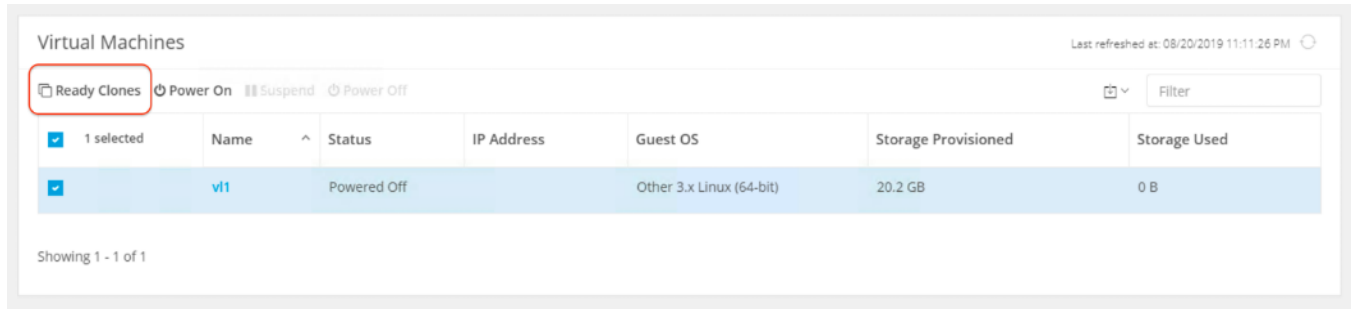 Virtual Machines
Last refreshed at: 08/20/2019 11:11:26 PM
Ready Clones Power On Suspend Power Off Filter
1 selected Name Status IP Address Guest OS Storage Provisioned Storage Used
vl1 Powered Off Other 3.x Linux (64-bit) 20.2 GB 0 B
Showing 1 - 1 of 1